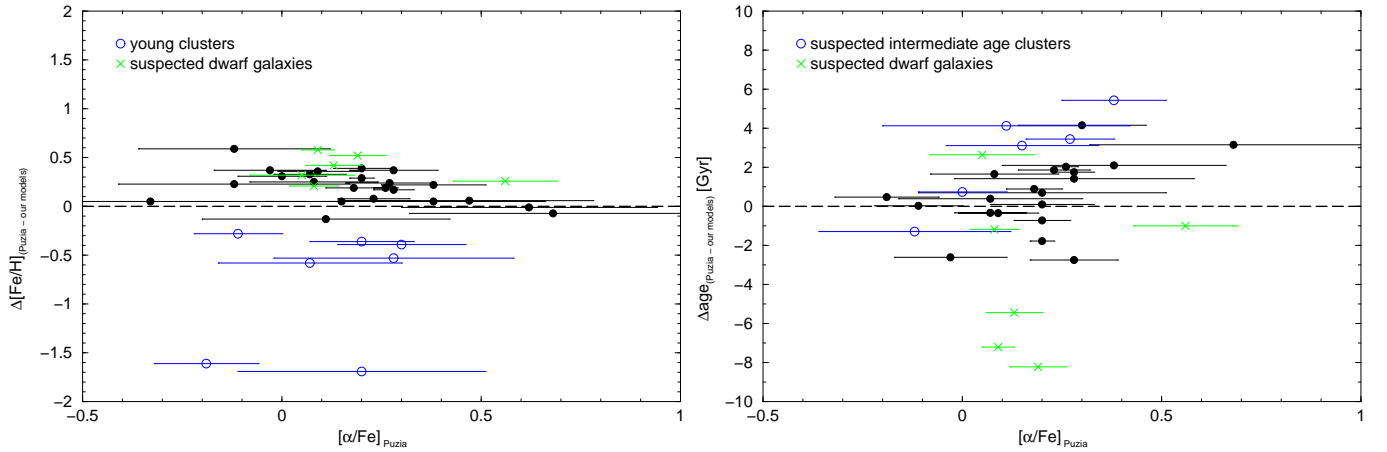 2
1.5
1
0.5
0
−0.5
−1
−1.5
−2
Δ[Fe/H](Puzia − our models)
young clusters
suspected dwarf galaxies
−0.5 0 0.5 1
[α/Fe] Puzia
10
8
6
4
2
0
−2
−4
−6
−8
−10
Δage(Puzia − our models) [Gyr]
suspected intermediate age clusters
suspected dwarf galaxies
−0.5 0 0.5 1
[α/Fe] Puzia